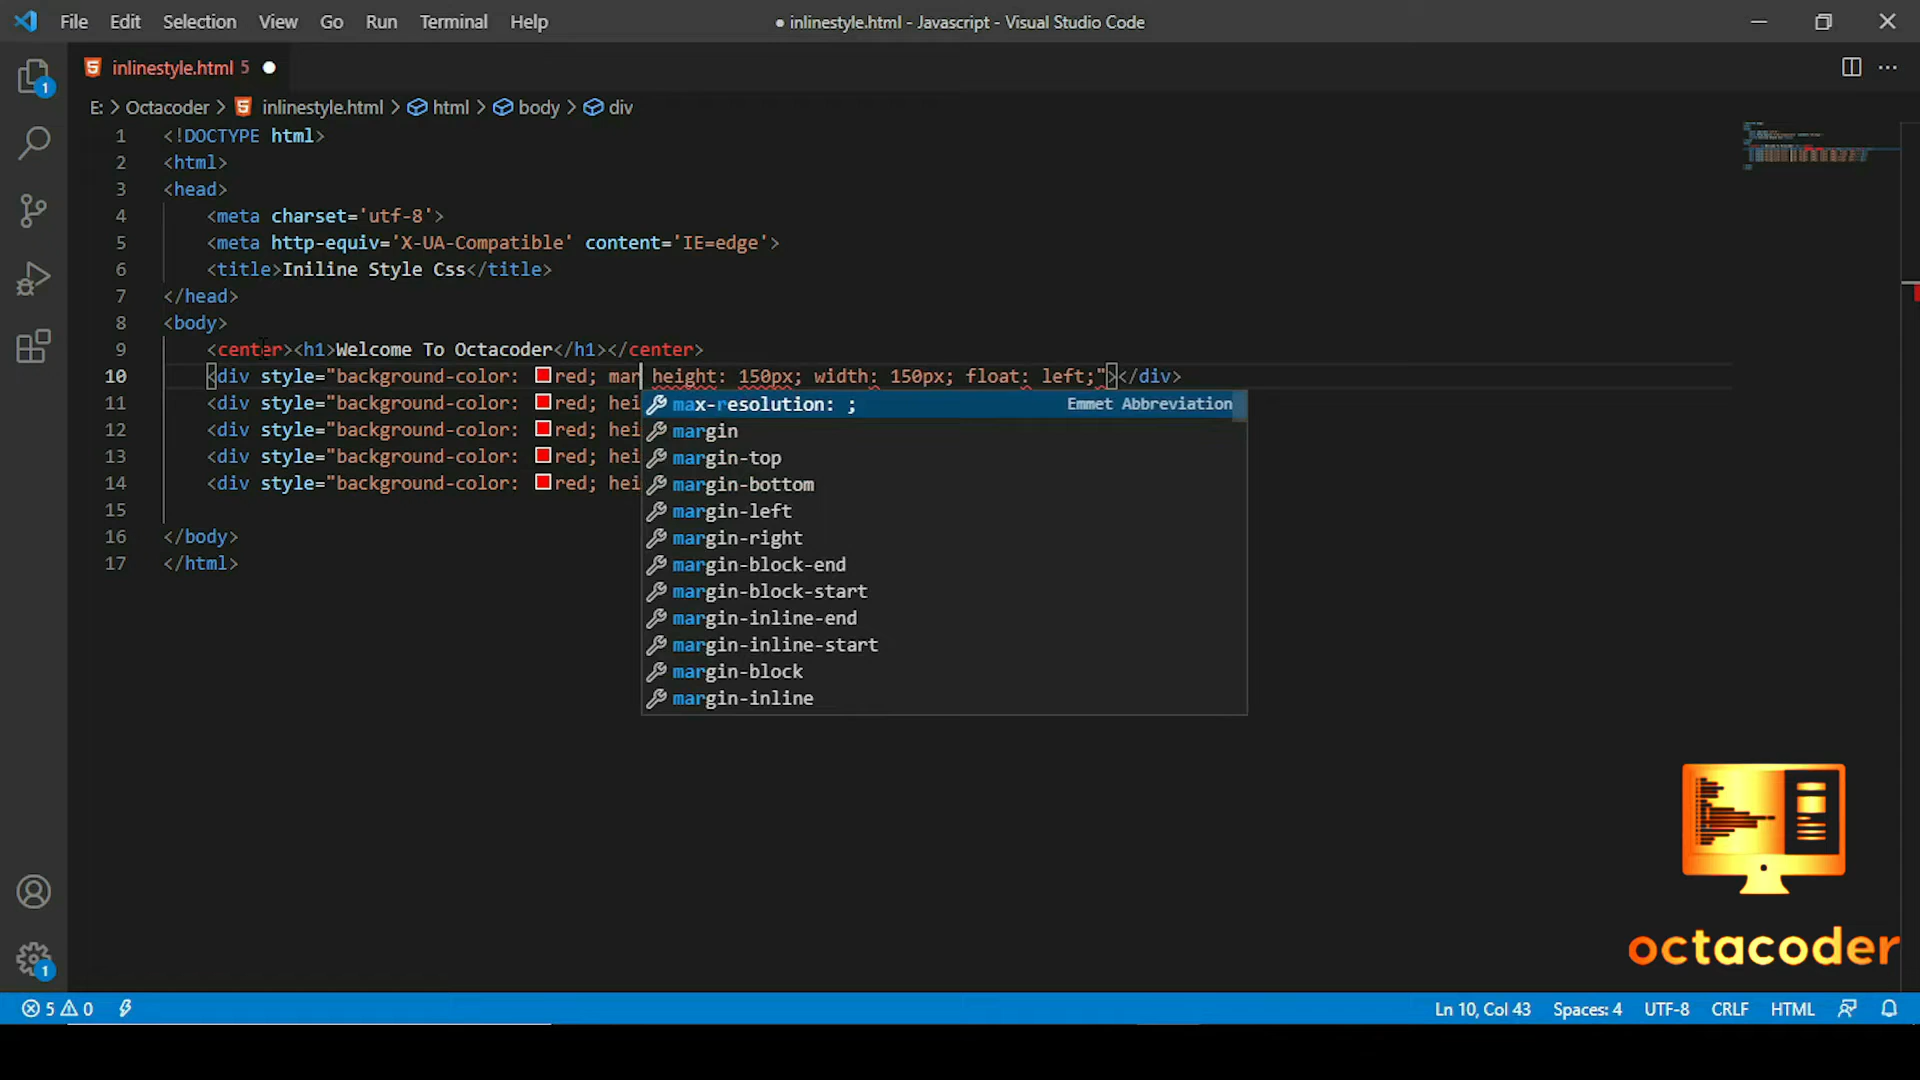 File Edit Selection View Go Run Terminal Help ● inlinestyle.html - Javascript - Visual Studio Code
inlinestyle.html 5
E: > Octacoder > inlinestyle.html > html > body > div
1 <!DOCTYPE html>
2 <html>
3 <head>
4 <meta charset='utf-8'>
5 <meta http-equiv='X-UA-Compatible' content='IE=edge'>
6 <title>Iniline Style Css</title>
7 </head>
8 <body>
9 <center><h1>Welcome To Octacoder</h1></center>
10 <div style="background-color: red; mar height: 150px; width: 150px; float: left;"></div>
11 <div style="background-color: red; hei
12 <div style="background-color: red; hei
13 <div style="background-color: red; hei
14 <div style="background-color: red; hei
15
16 </body>
17 </html>
max-resolution: ; Emmet Abbreviation
margin
margin-top
margin-bottom
margin-left
margin-right
margin-block-end
margin-block-start
margin-inline-end
margin-inline-start
margin-block
margin-inline
1
1
octacoder
5 0 Ln 10, Col 43 Spaces: 4 UTF-8 CRLF HTML